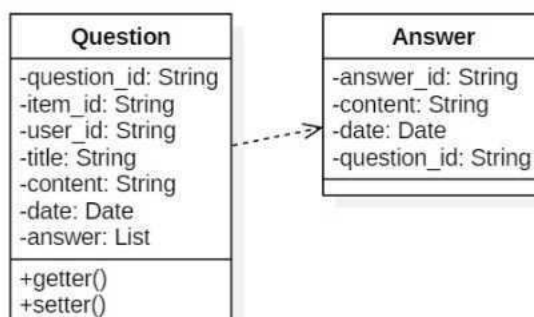 Question
-question_id: String
-item_id: String
-user_id: String
-title: String
-content: String
-date: Date
-answer: List
+getter()
+setter()
Answer
-answer_id: String
-content: String
-date: Date
-question_id: String